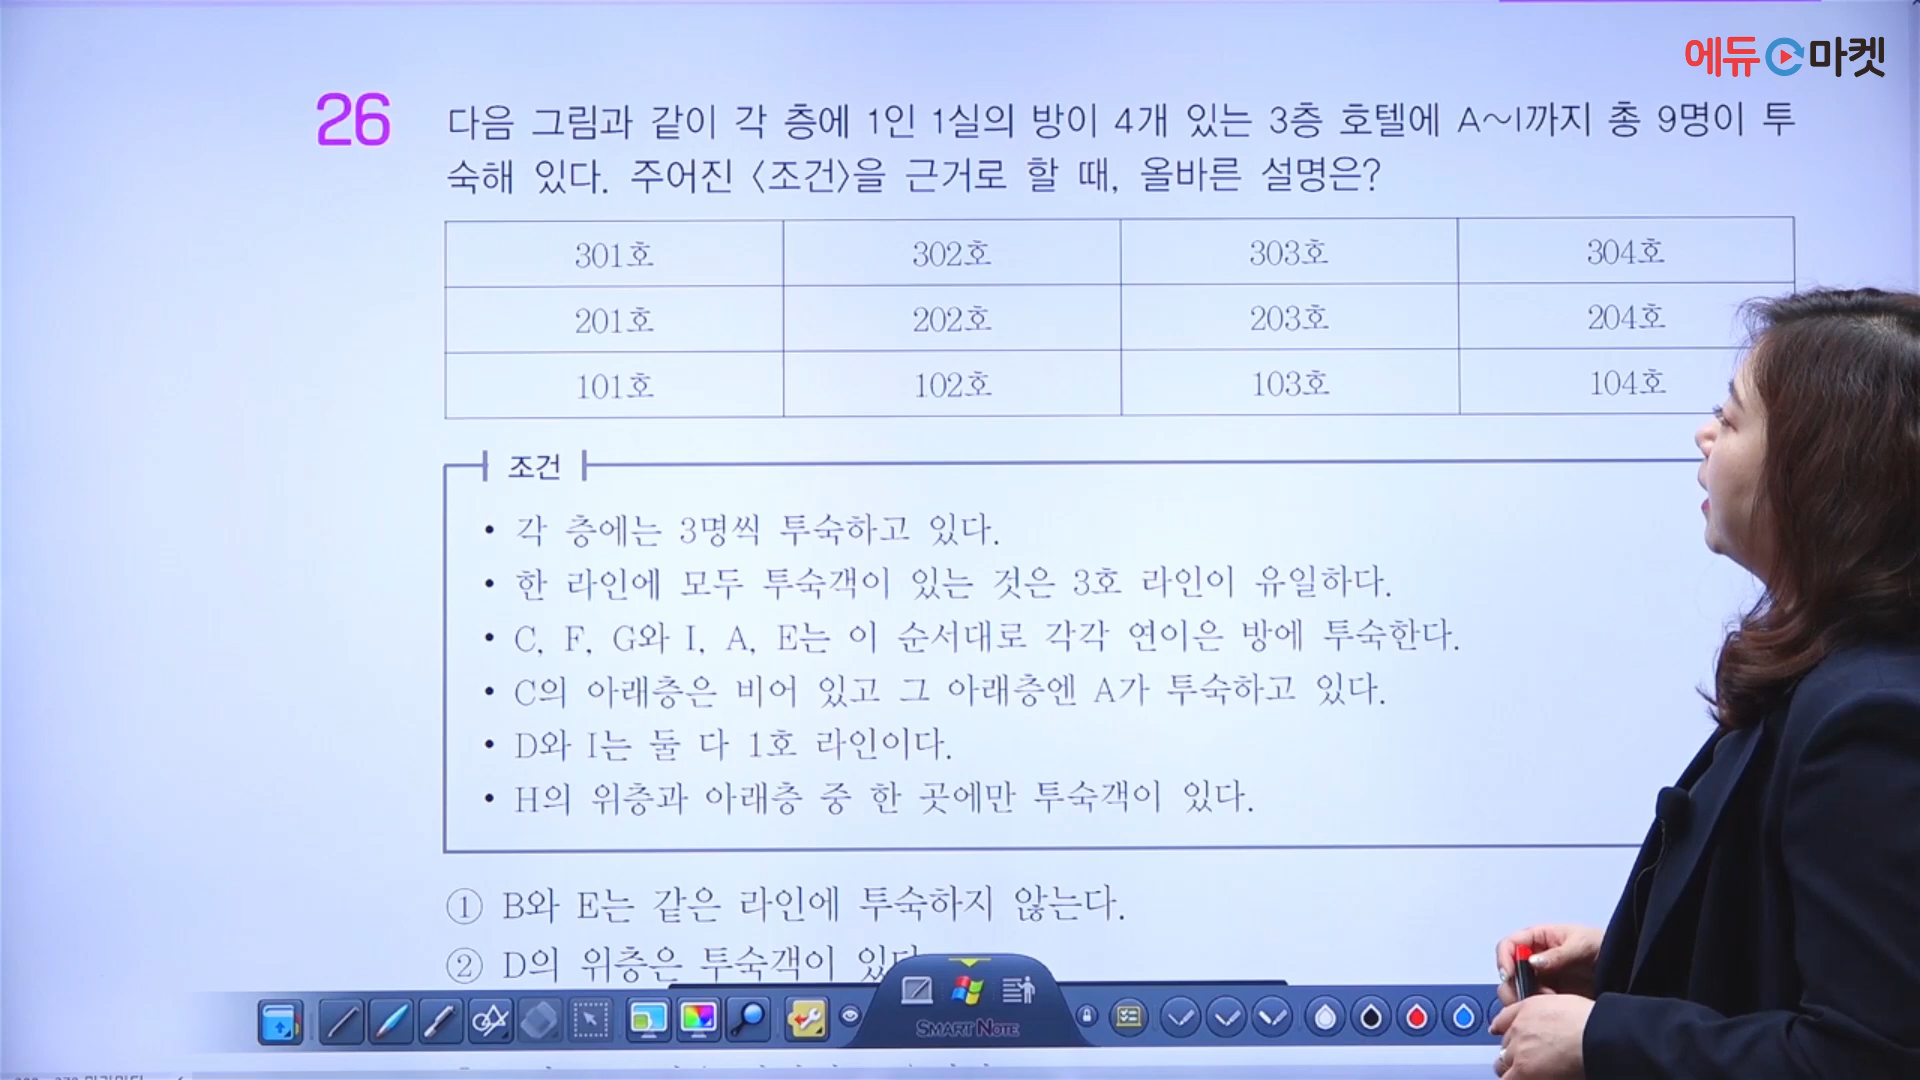 에듀 마켓
26 다음 그림과 같이 각 층에 1인 1실의 방이 4개 있는 3층 호텔에 A~I까지 총 9명이 투
숙해 있다. 주어진 <조건>을 근거로 할 때, 올바른 설명은?
301호 302호 303호 304호
201호 202호 203호 204호
101호 102호 103호 104호
조건
• 각 층에는 3명씩 투숙하고 있다.
• 한 라인에 모두 투숙객이 있는 것은 3호 라인이 유일하다.
• C, F, G와 I, A, E는 이 순서대로 각각 연이은 방에 투숙한다.
• C의 아래층은 비어 있고 그 아래층엔 A가 투숙하고 있다.
• D와 I는 둘 다 1호 라인이다.
• H의 위층과 아래층 중 한 곳에만 투숙객이 있다.
① B와 E는 같은 라인에 투숙하지 않는다.
② D의 위층은 투숙객이 있다
SMART NOTE